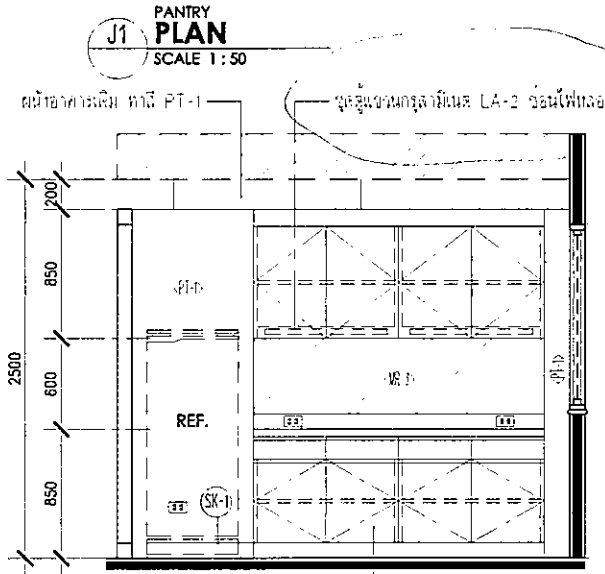 PANTRY
J1 PLAN
SCALE 1 : 50
ผนังอาคารเดิม ทาสี PT-1
ชุดตู้แขวนกรุลามิเนต LA-2 ซ่อนไฟหลอ
200
850
<PT-1>
2500
600
<PT-1>
REF.
850
SK-1